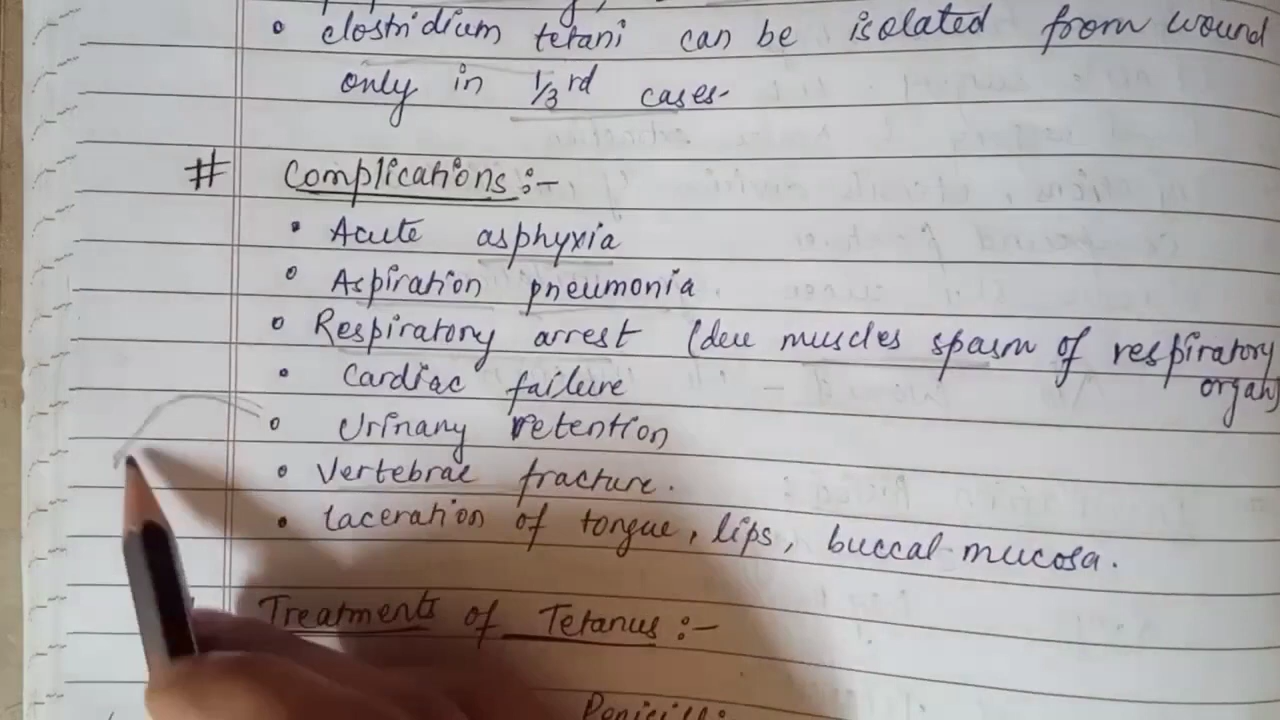 • clostridium tetani can be isolated from wound
only in 1/3rd cases.
# Complications :-
• Acute asphyxia
• Aspiration pneumonia
• Respiratory arrest (due muscles spasm of respiratory
organs)
• Cardiac failure
• Urinary retention
• Vertebrae fracture.
• laceration of tongue, lips, buccal mucosa.
Treatments of Tetanus :-